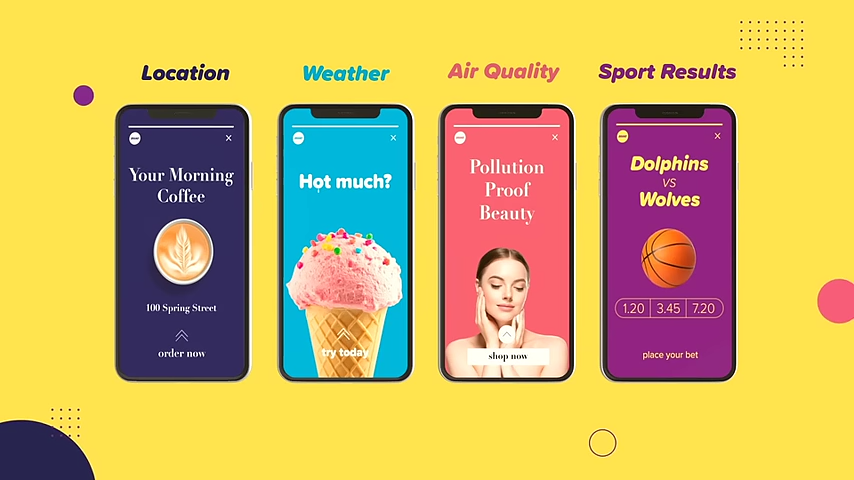 Location
Weather
Air Quality
Sport Results
×
Your Morning
Coffee
100 Spring Street
order now
×
Hot much?
try today
×
Pollution
Proof
Beauty
shop now
×
Dolphins
VS
Wolves
1.20 3.45 7.20
place your bet